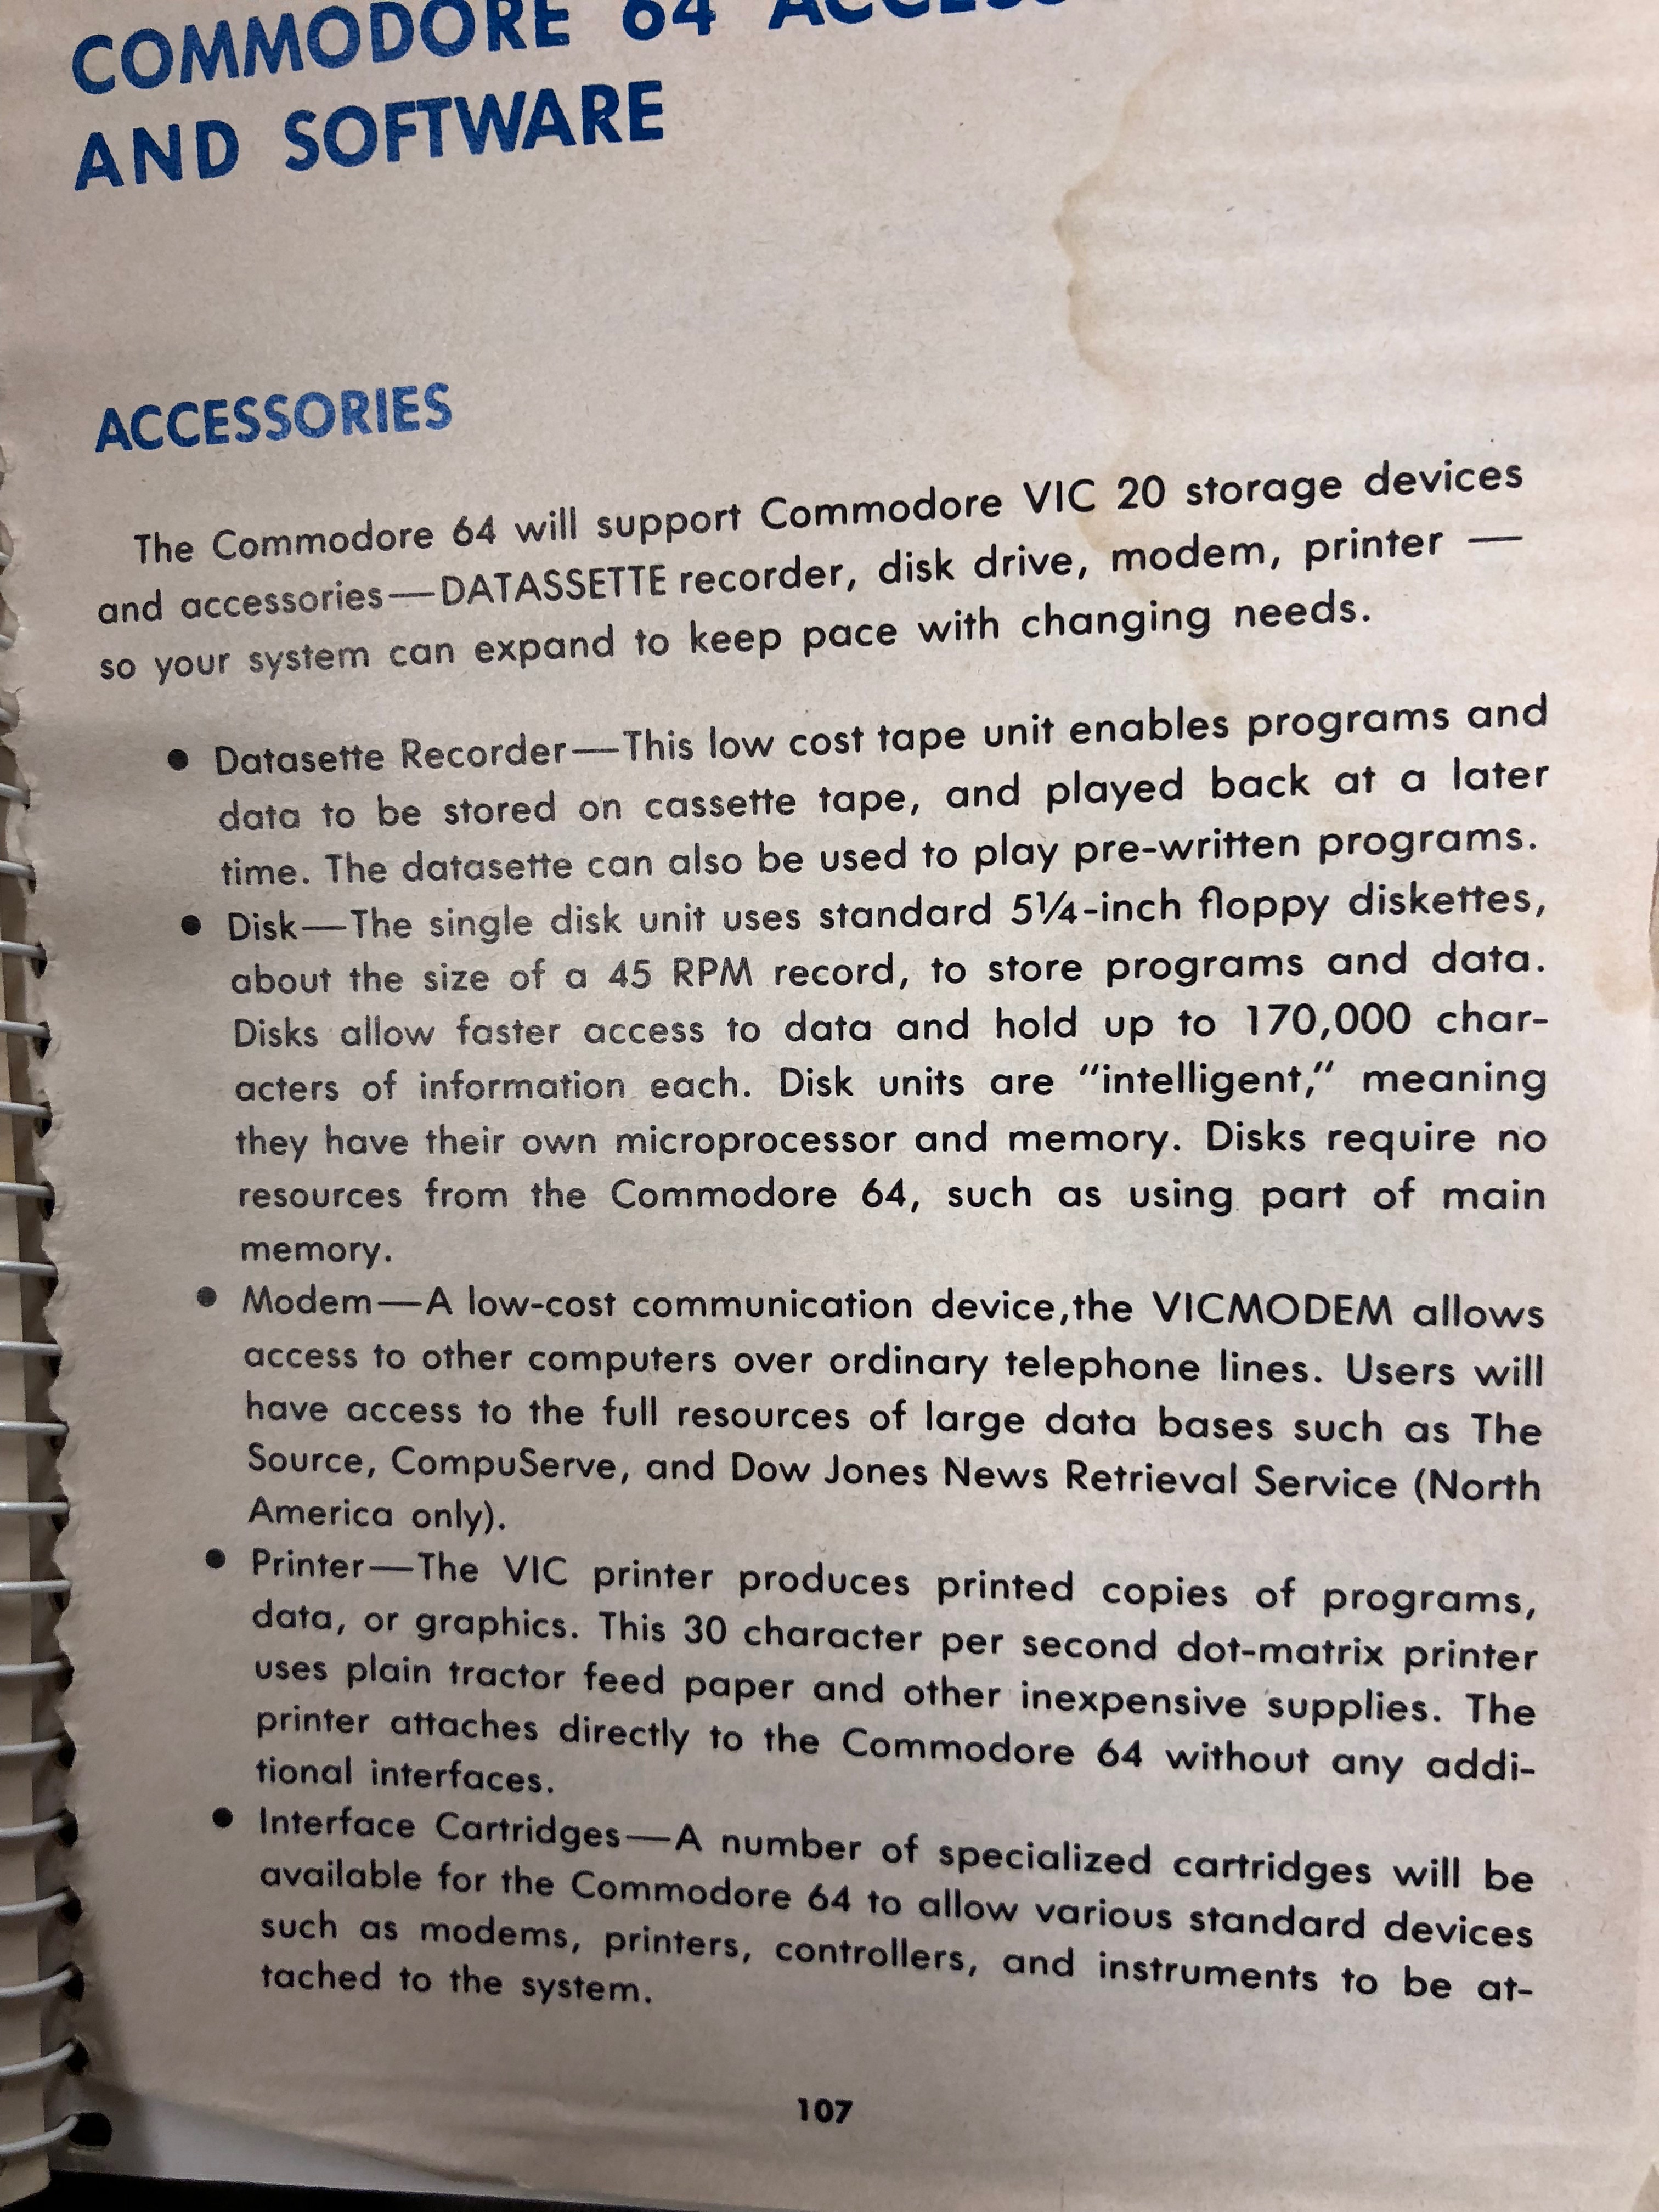 COMMODORE 64
AND SOFTWARE
ACCESSORIES
The Commodore 64 will support Commodore VIC 20 storage devices
and accessories—DATASSETTE recorder, disk drive, modem, printer —
so your system can expand to keep pace with changing needs.
● Datasette Recorder—This low cost tape unit enables programs and
data to be stored on cassette tape, and played back at a later
time. The datasette can also be used to play pre-written programs.
● Disk—The single disk unit uses standard 5¼-inch floppy diskettes,
about the size of a 45 RPM record, to store programs and data.
Disks allow faster access to data and hold up to 170,000 char-
acters of information each. Disk units are “intelligent,” meaning
they have their own microprocessor and memory. Disks require no
resources from the Commodore 64, such as using part of main
memory.
● Modem—A low-cost communication device,the VICMODEM allows
access to other computers over ordinary telephone lines. Users will
have access to the full resources of large data bases such as The
Source, CompuServe, and Dow Jones News Retrieval Service (North
America only).
● Printer—The VIC printer produces printed copies of programs,
data, or graphics. This 30 character per second dot-matrix printer
uses plain tractor feed paper and other inexpensive supplies. The
printer attaches directly to the Commodore 64 without any addi-
tional interfaces.
● Interface Cartridges—A number of specialized cartridges will be
available for the Commodore 64 to allow various standard devices
such as modems, printers, controllers, and instruments to be at-
tached to the system.
107